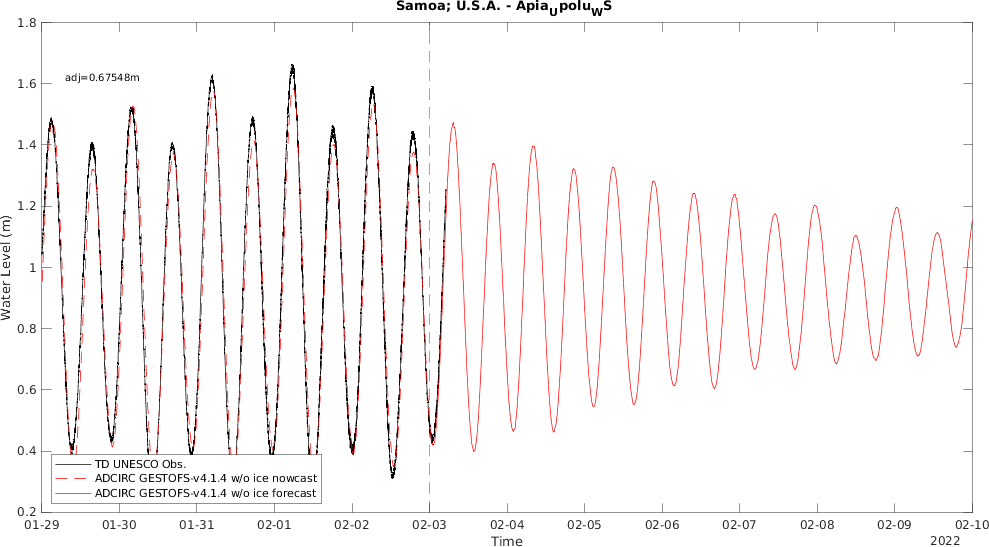 Samoa; U.S.A. - ApiaUpoluWS
1.8
1.6
1.4
1.2
1
0.8
0.6
0.4
0.2
Water Level (m)
adj=0.67548m
TD UNESCO Obs.
ADCIRC GESTOFS-v4.1.4 w/o ice nowcast
ADCIRC GESTOFS-v4.1.4 w/o ice forecast
01-29 01-30 01-31 02-01 02-02 02-03 02-04 02-05 02-06 02-07 02-08 02-09 02-10
Time
2022